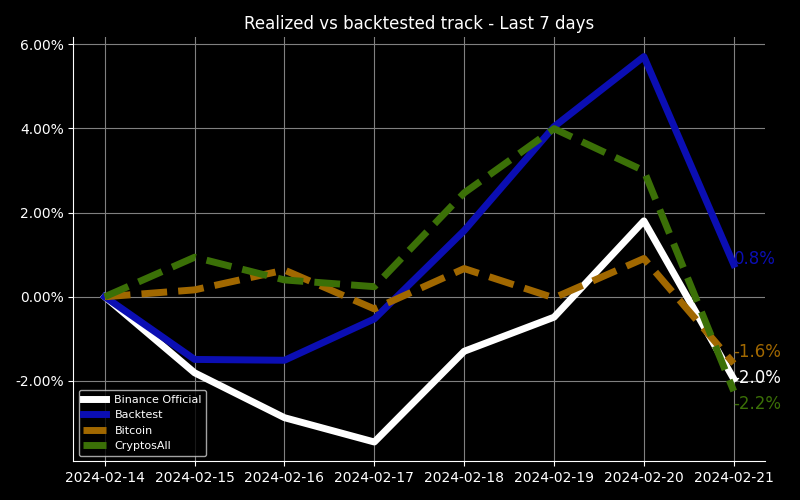 Realized vs backtested track - Last 7 days
6.00%
4.00%
2.00%
0.00%
-2.00%
0.8%
-1.6%
-2.0%
-2.2%
Binance Official
Backtest
Bitcoin
CryptosAll
2024-02-14 2024-02-15 2024-02-16 2024-02-17 2024-02-18 2024-02-19 2024-02-20 2024-02-21